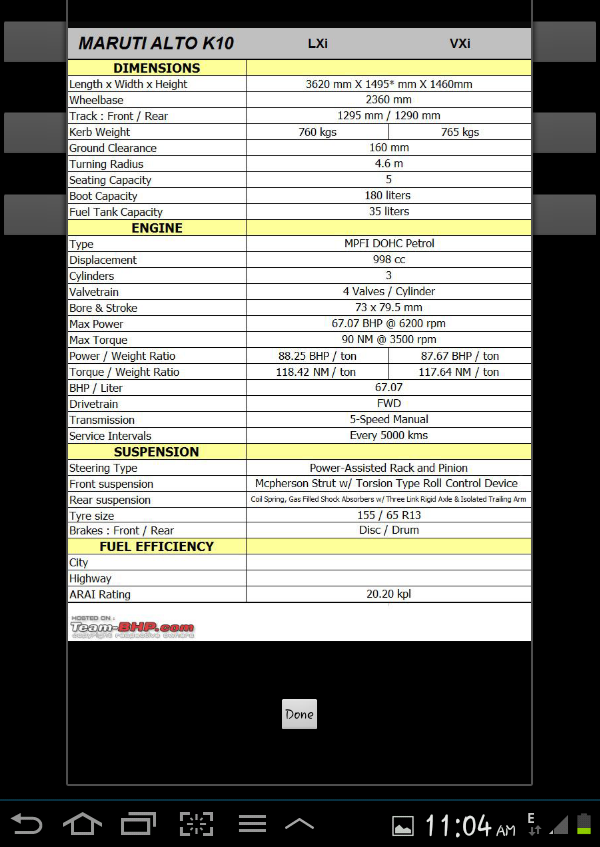 MARUTI ALTO K10 LXi VXi
DIMENSIONS
Length x Width x Height 3620 mm X 1495* mm X 1460mm
Wheelbase 2360 mm
Track : Front / Rear 1295 mm / 1290 mm
Kerb Weight 760 kgs 765 kgs
Ground Clearance 160 mm
Turning Radius 4.6 m
Seating Capacity 5
Boot Capacity 180 liters
Fuel Tank Capacity 35 liters
ENGINE
Type MPFI DOHC Petrol
Displacement 998 cc
Cylinders 3
Valvetrain 4 Valves / Cylinder
Bore & Stroke 73 x 79.5 mm
Max Power 67.07 BHP @ 6200 rpm
Max Torque 90 NM @ 3500 rpm
Power / Weight Ratio 88.25 BHP / ton 87.67 BHP / ton
Torque / Weight Ratio 118.42 NM / ton 117.64 NM / ton
BHP / Liter 67.07
Drivetrain FWD
Transmission 5-Speed Manual
Service Intervals Every 5000 kms
SUSPENSION
Steering Type Power-Assisted Rack and Pinion
Front suspension Mcpherson Strut w/ Torsion Type Roll Control Device
Rear suspension Coil Spring, Gas Filled Shock Absorbers w/ Three Link Rigid Axle & Isolated Trailing Arm
Tyre size 155 / 65 R13
Brakes : Front / Rear Disc / Drum
FUEL EFFICIENCY
City
Highway
ARAI Rating 20.20 kpl
HOSTED ON :
Team-BHP.com
copyright respective owners
Done
11:04 AM E